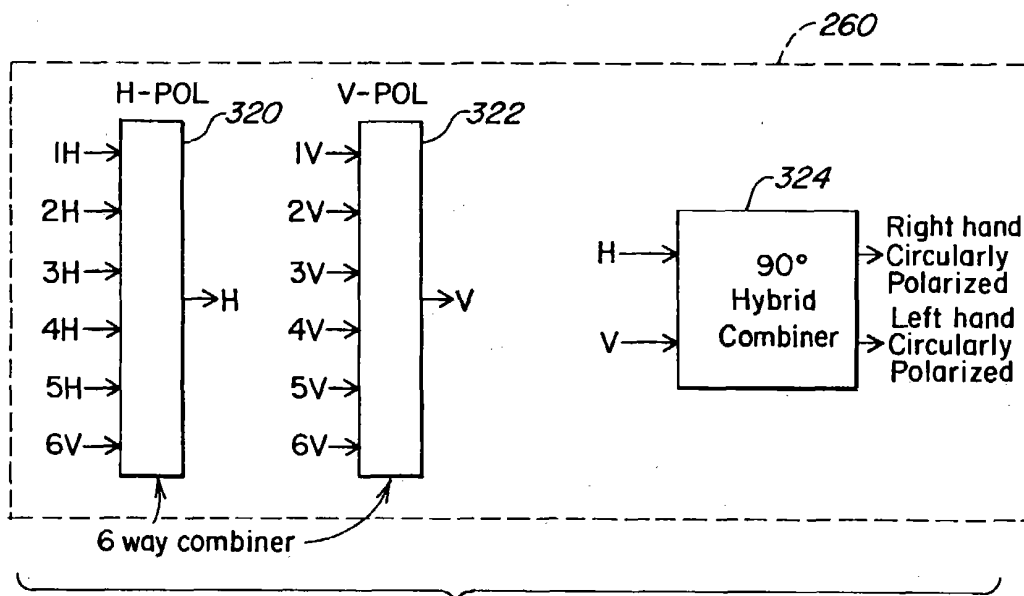 260
H-POL
320
1H
2H
3H
4H
5H
6V
H
V-POL
322
1V
2V
3V
4V
5V
6V
V
6 way combiner
324
H
V
90°
Hybrid
Combiner
Right hand
Circularly
Polarized
Left hand
Circularly
Polarized